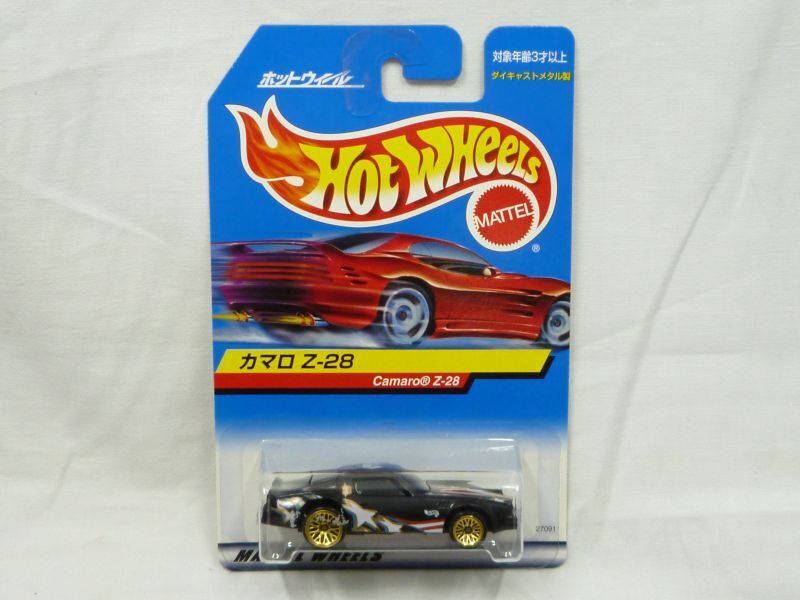 ホットウィール
対象年齢3才以上
ダイキャストメタル製
HOT WHEELS
MATTEL
®
カマロ Z-28
Camaro® Z-28
27091
WHEELS